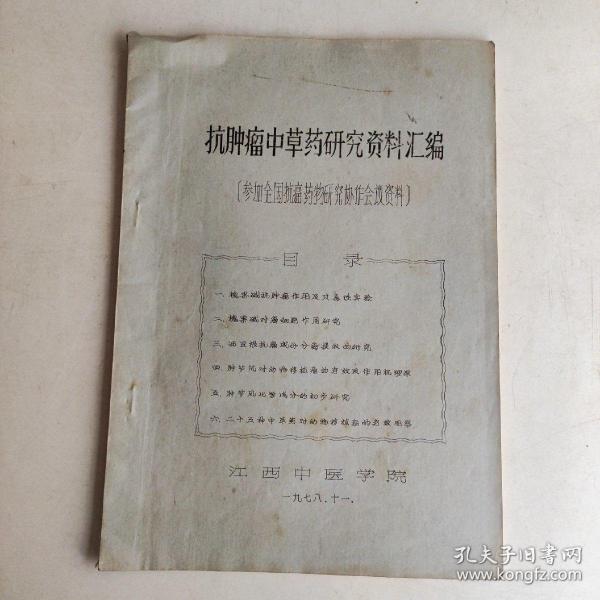 抗肿瘤中草药研究资料汇编
〔参加全国抗癌药物研究协作会议资料〕
目 录
一、槐果碱抗肿瘤作用及其毒性实验
二、槐果碱对癌细胞作用研究
三、山豆根抗癌成份分离提取的研究
四、肿节风对动物移植瘤的疗效及作用机理
五、肿节风化学成分的初步研究
六、二十五种中草药对动物移植瘤的疗效观察
江西中医学院
一九七八.十一.
孔夫子旧书网
www.kongfz.com